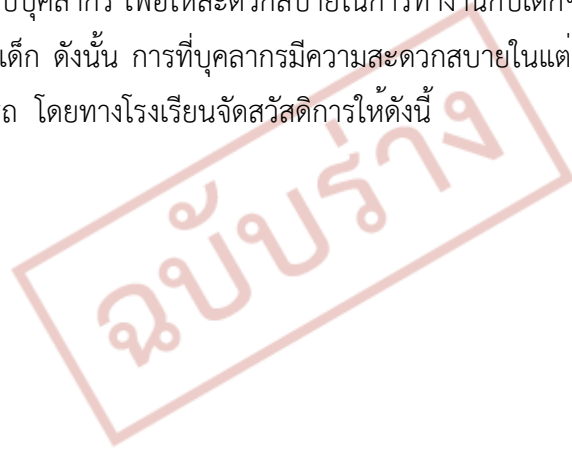 บบุคลากร เพื่อให้สะดวกสบายในการทำงานกับเด็ก
เด็ก ดังนั้น การที่บุคลากรมีความสะดวกสบายในแต่
ถ โดยทางโรงเรียนจัดสวัสดิการให้ดังนี้
ฉบับร่าง